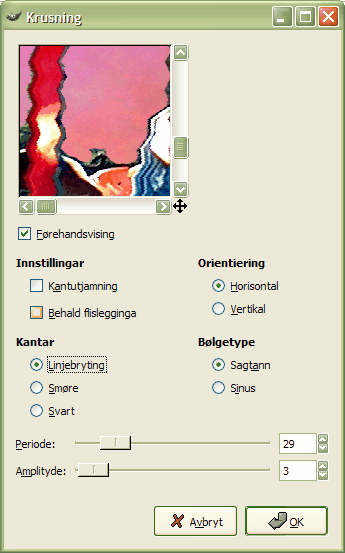 Krusning
Førehandsvising
Innstillingar
Orientiering
Kantutjamning
Horisontal
Behald flislegginga
Vertikal
Kantar
Bølgetype
Linjebryting
Sagtann
Smøre
Sinus
Svart
Periode: 29
Amplityde: 3
Avbryt OK